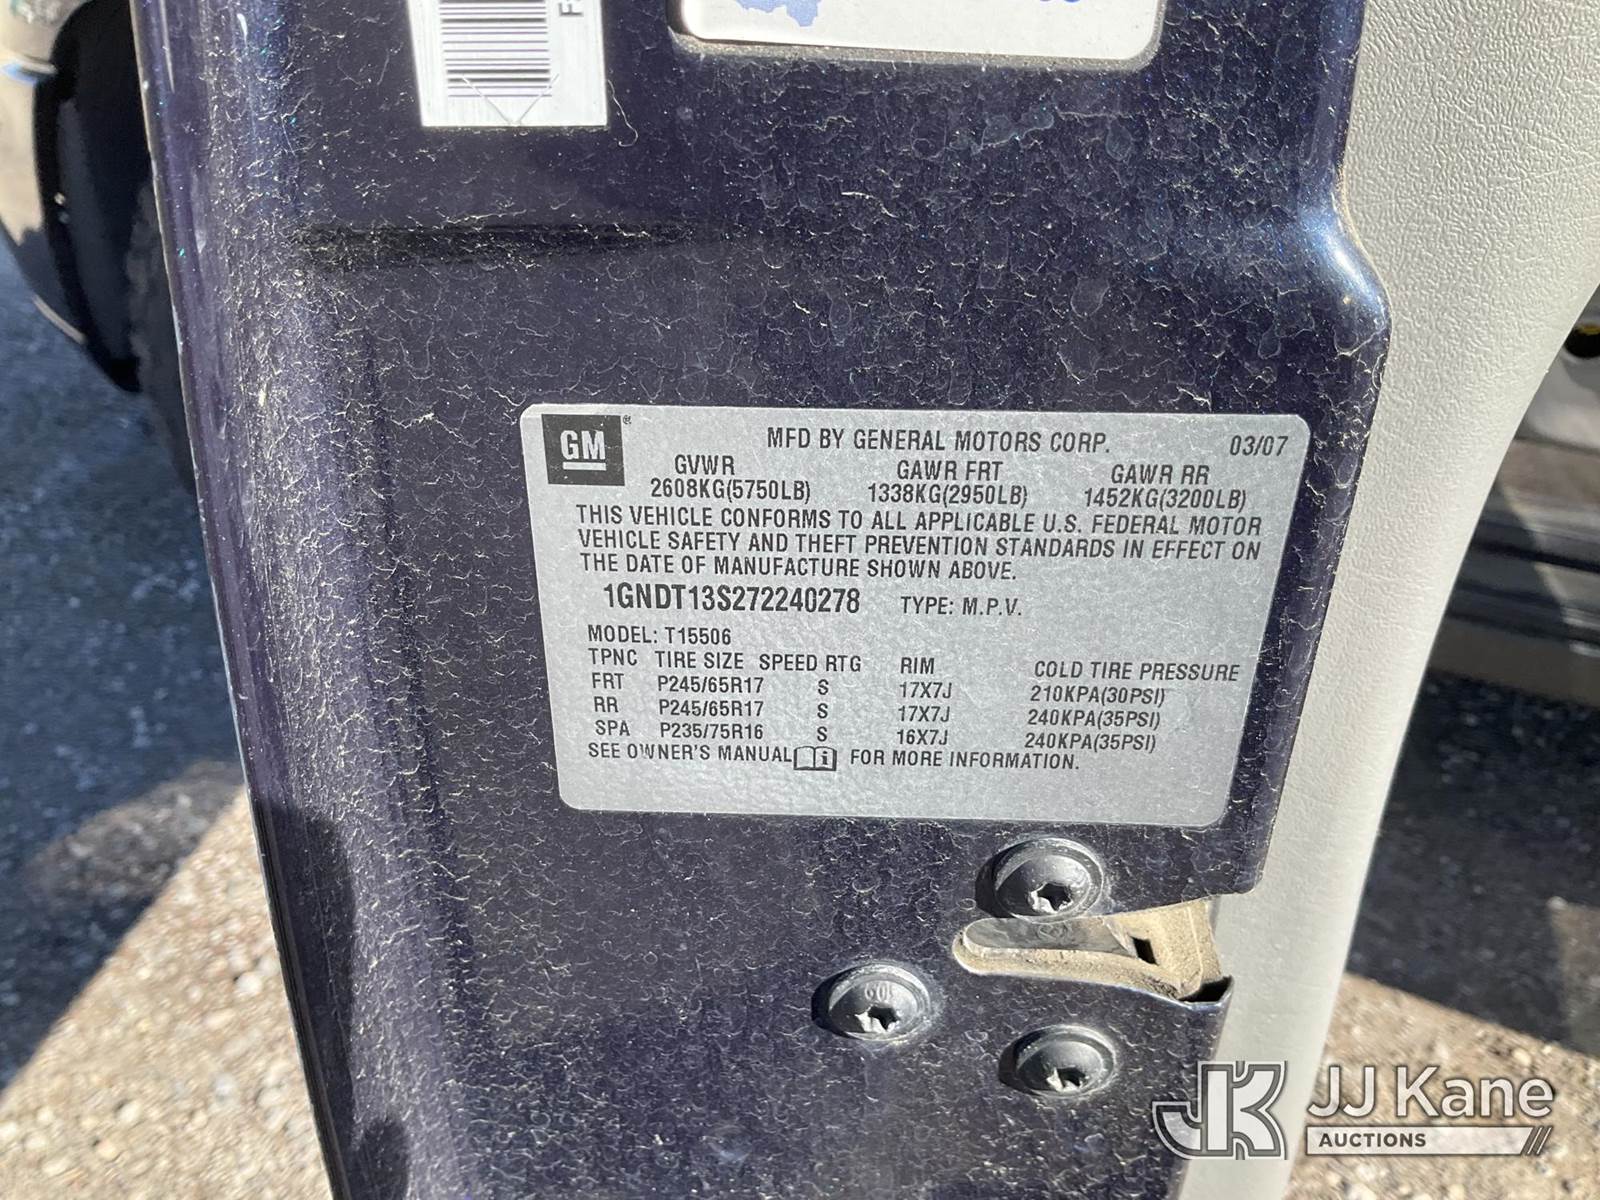 GM ®
MFD BY GENERAL MOTORS CORP. 03/07
GVWR GAWR FRT GAWR RR
2608KG(5750LB) 1338KG(2950LB) 1452KG(3200LB)
THIS VEHICLE CONFORMS TO ALL APPLICABLE U.S. FEDERAL MOTOR
VEHICLE SAFETY AND THEFT PREVENTION STANDARDS IN EFFECT ON
THE DATE OF MANUFACTURE SHOWN ABOVE.
1GNDT13S272240278 TYPE: M.P.V.
MODEL: T15506
TPNC TIRE SIZE SPEED RTG RIM COLD TIRE PRESSURE
FRT P245/65R17 S 17X7J 210KPA(30PSI)
RR P245/65R17 S 17X7J 240KPA(35PSI)
SPA P235/75R16 S 16X7J 240KPA(35PSI)
SEE OWNER'S MANUAL i FOR MORE INFORMATION.
JK JJ Kane
AUCTIONS